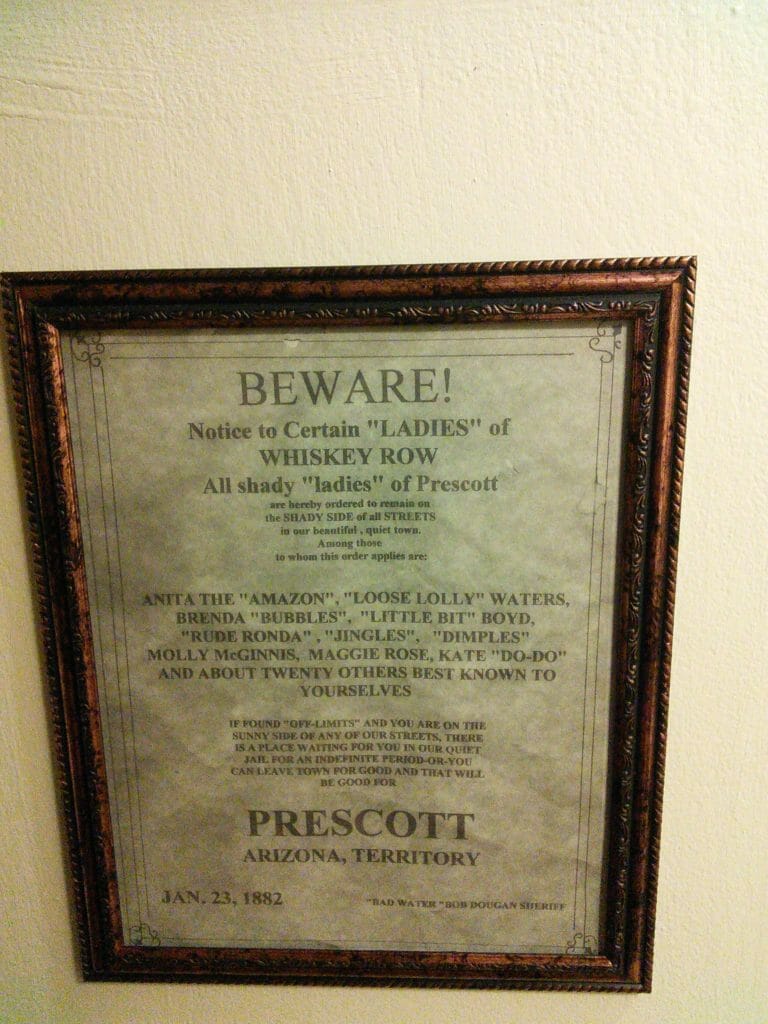 BEWARE!
Notice to Certain "LADIES" of
WHISKEY ROW
All shady "ladies" of Prescott
are hereby ordered to remain on
the SHADY SIDE of all STREETS
in our beautiful , quiet town.
Among those
to whom this order applies are:
ANITA THE "AMAZON", "LOOSE LOLLY" WATERS,
BRENDA "BUBBLES", "LITTLE BIT" BOYD,
"RUDE RONDA" , "JINGLES", "DIMPLES"
MOLLY McGINNIS, MAGGIE ROSE, KATE "DO-DO"
AND ABOUT TWENTY OTHERS BEST KNOWN TO
YOURSELVES
IF FOUND "OFF-LIMITS" AND YOU ARE ON THE
SUNNY SIDE OF ANY OF OUR STREETS, THERE
IS A PLACE WAITING FOR YOU IN OUR QUIET
JAIL FOR AN INDEFINITE PERIOD-OR-YOU
CAN LEAVE TOWN FOR GOOD AND THAT WILL
BE GOOD FOR
PRESCOTT
ARIZONA, TERRITORY
JAN. 23, 1882 "BAD WATER "BOB DOUGAN SHERIFF